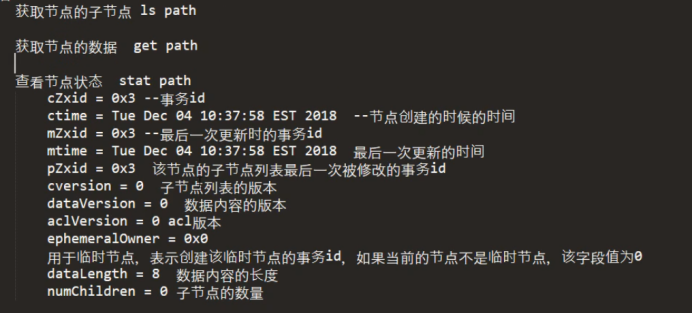 获取节点的子节点 ls path
获取节点的数据  get path
查看节点状态  stat path
cZxid = 0x3 --事务id
ctime = Tue Dec 04 10:37:58 EST 2018  --节点创建的时候的时间
mZxid = 0x3 --最后一次更新时的事务id
mtime = Tue Dec 04 10:37:58 EST 2018  最后一次更新的时间
pZxid = 0x3  该节点的子节点列表最后一次被修改的事务id
cversion = 0  子节点列表的版本
dataVersion = 0  数据内容的版本
aclVersion = 0 acl版本
ephemeralOwner = 0x0
用于临时节点，表示创建该临时节点的事务id，如果当前的节点不是临时节点，该字段值为0
dataLength = 8  数据内容的长度
numChildren = 0 子节点的数量